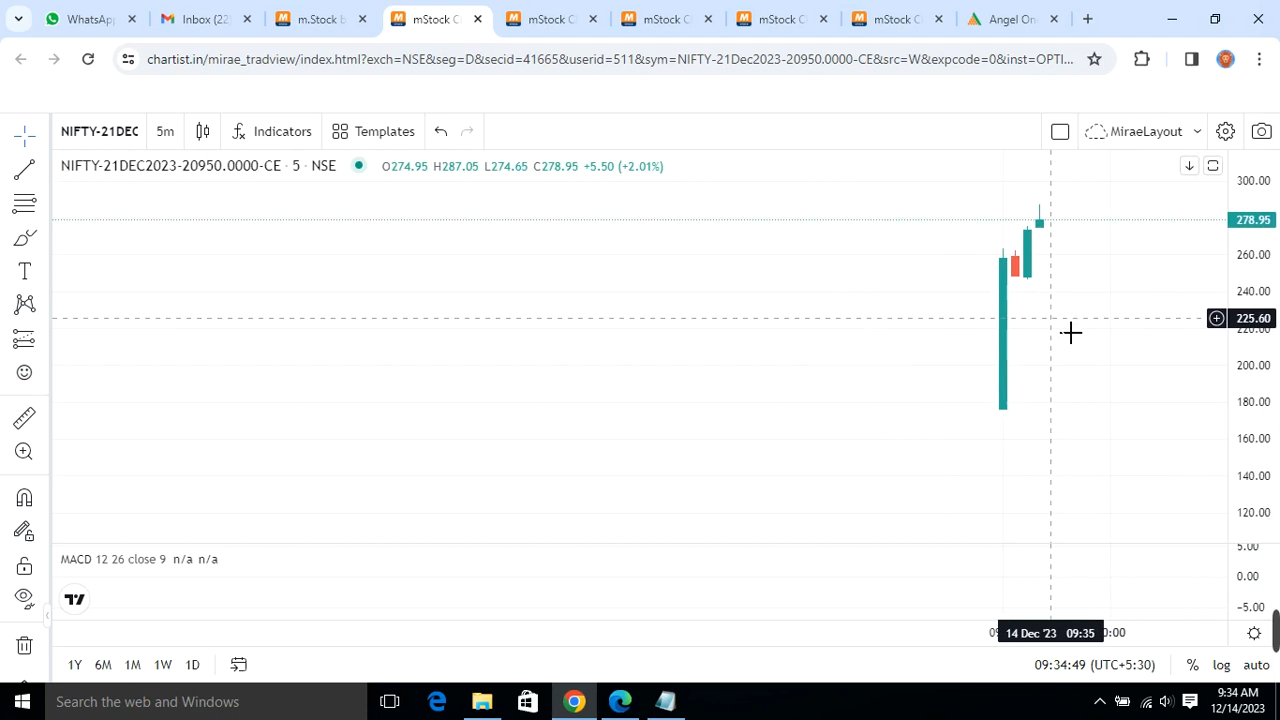 WhatsApp
Inbox (22
m.Stock b
mStock C
mStock C
mStock C
mStock C
mStock C
Angel On
chartist.in/mirae_tradview/index.html?exch=NSE&seg=D&secid=41665&userid=511&sym=NIFTY-21Dec2023-20950.0000-CE&src=W&expcode=0&inst=OPTI...
NIFTY-21DEC
5m
Indicators
Templates
MiraeLayout
NIFTY-21DEC2023-20950.0000-CE · 5 · NSE
O274.95 H287.05 L274.65 C278.95 +5.50 (+2.01%)
300.00
278.95
260.00
240.00
225.60
220.00
200.00
180.00
160.00
140.00
120.00
MACD 12 26 close 9 n/a n/a
5.00
0.00
−5.00
14 Dec '23 09:35
1Y 6M 1M 1W 1D
09:34:49 (UTC+5:30)
% log auto
Search the web and Windows
9:34 AM
12/14/2023